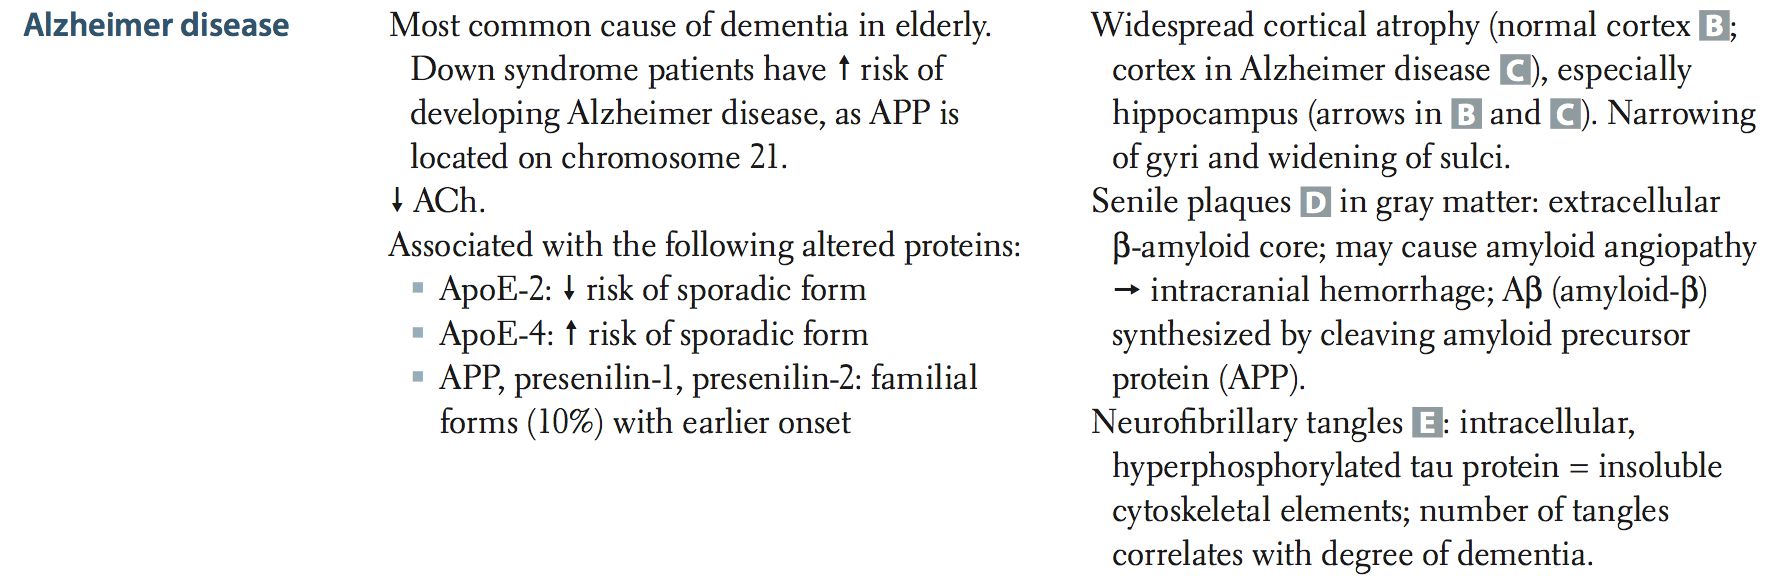 Alzheimer disease
Most common cause of dementia in elderly.
Down syndrome patients have ↑ risk of
developing Alzheimer disease, as APP is
located on chromosome 21.
↓ ACh.
Associated with the following altered proteins:
▪ ApoE-2: ↓ risk of sporadic form
▪ ApoE-4: ↑ risk of sporadic form
▪ APP, presenilin-1, presenilin-2: familial
forms (10%) with earlier onset
Widespread cortical atrophy (normal cortex B;
cortex in Alzheimer disease C), especially
hippocampus (arrows in B and C). Narrowing
of gyri and widening of sulci.
Senile plaques D in gray matter: extracellular
β-amyloid core; may cause amyloid angiopathy
→ intracranial hemorrhage; Aβ (amyloid-β)
synthesized by cleaving amyloid precursor
protein (APP).
Neurofibrillary tangles E: intracellular,
hyperphosphorylated tau protein = insoluble
cytoskeletal elements; number of tangles
correlates with degree of dementia.